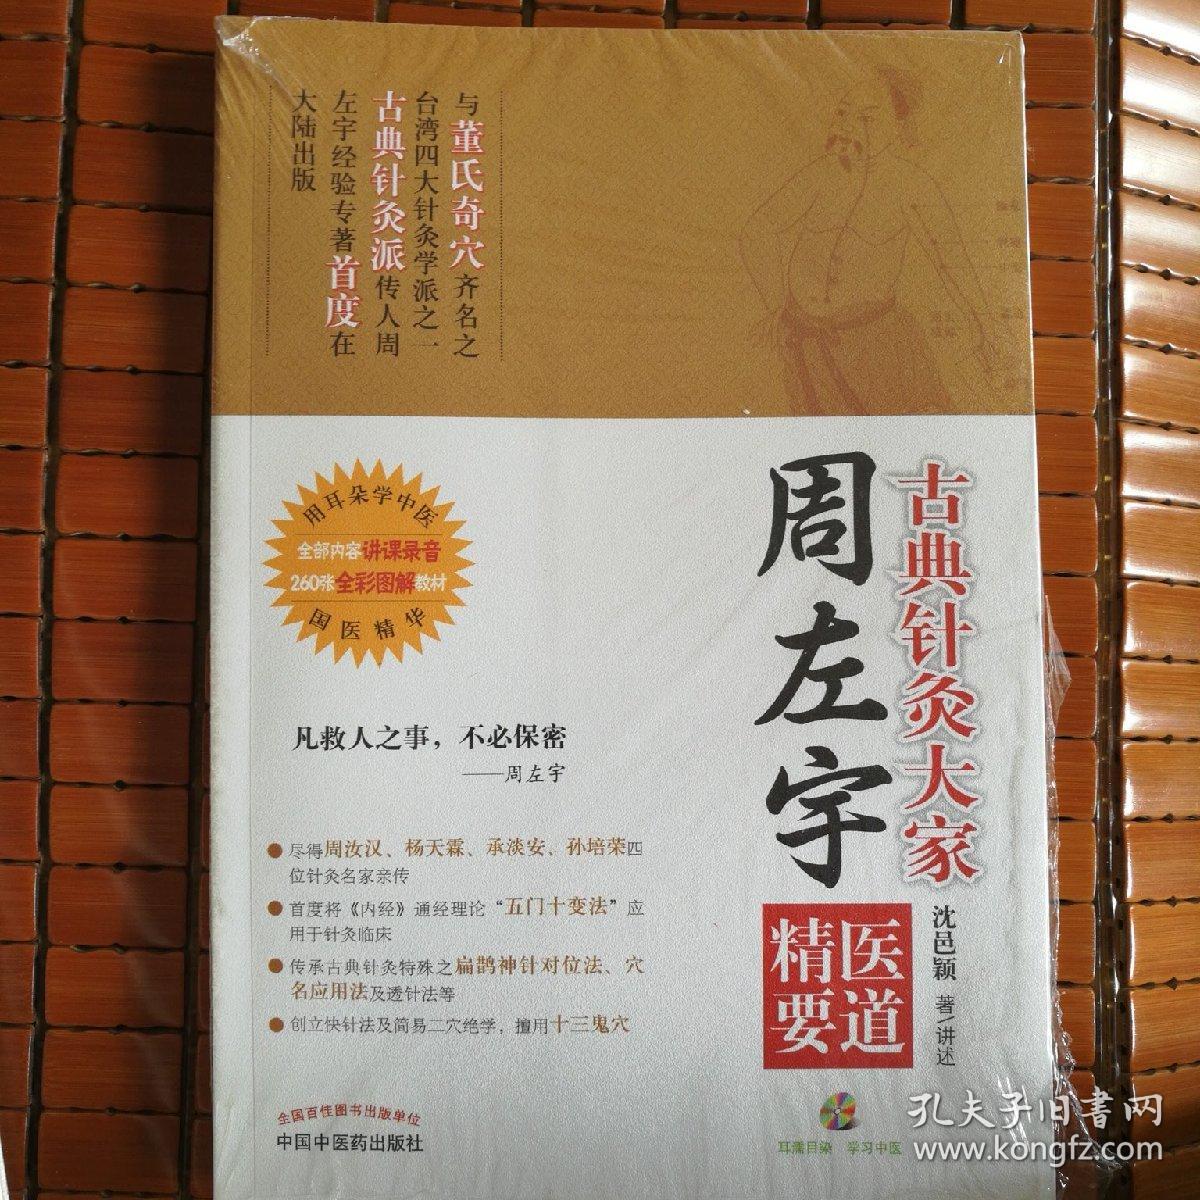 与董氏奇穴齐名之
台湾四大针灸学派之一
古典针灸派传人周
左宇经验专著首度在
大陆出版
古典针灸大家
周左宇
医道
精要
沈邑颖 著/讲述
用耳朵学中医
全部内容讲课录音
260张全彩图解教材
国医精华
凡救人之事，不必保密
——周左宇
●尽得周汝汉、杨天霖、承淡安、孙培荣四
位针灸名家亲传
●首度将《内经》通经理论“五门十变法”应
用于针灸临床
●传承古典针灸特殊之扁鹊神针对位法、穴
名应用法及透针法等
●创立快针法及简易二穴绝学，擅用十三鬼穴
全国百佳图书出版单位
中国中医药出版社
耳濡目染 学习中医
孔夫子旧书网
www.kongfz.com